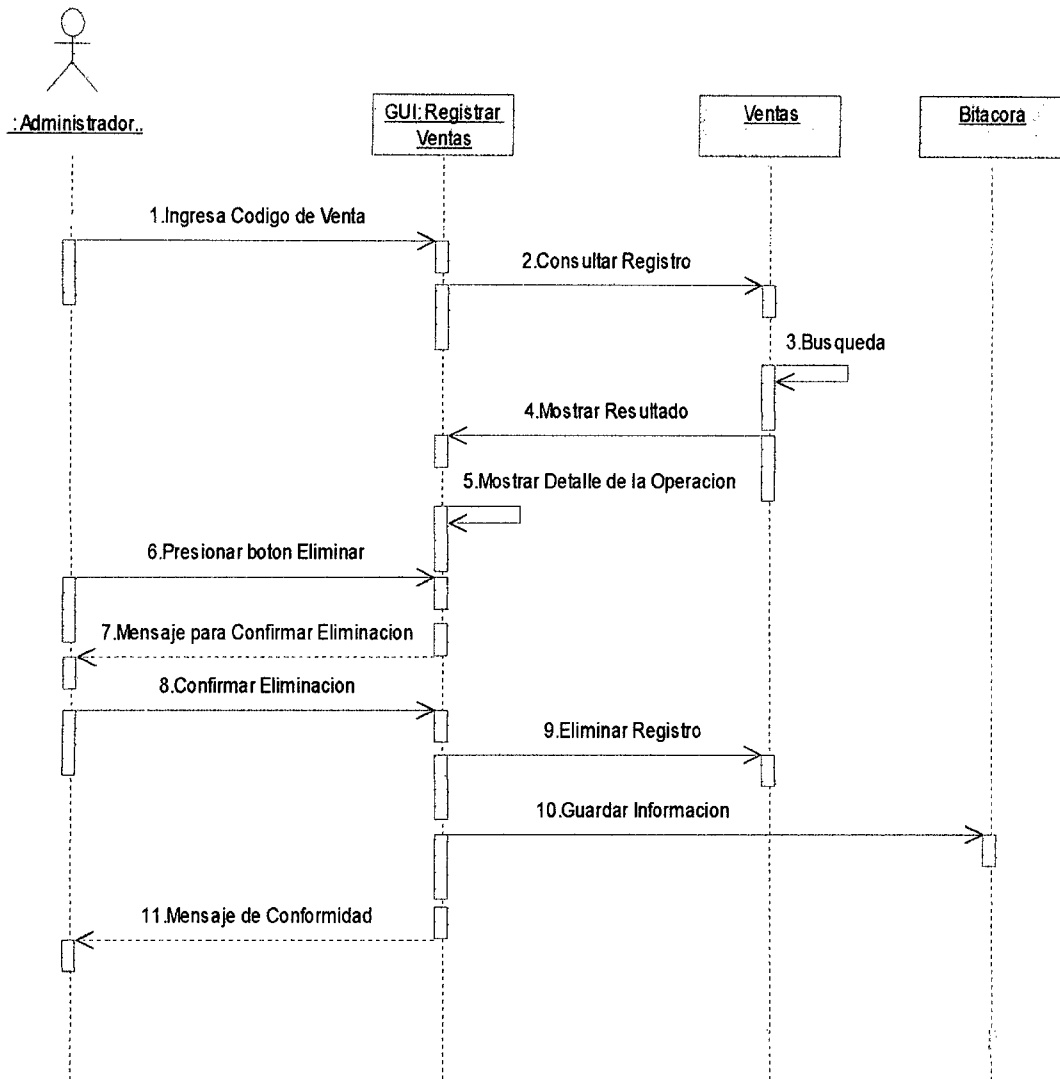 :Administrador..
GUI:Registrar
Ventas
Ventas
Bitacora
1.Ingresa Codigo de Venta
2.Consultar Registro
3.Busqueda
4.Mostrar Resultado
5.Mostrar Detalle de la Operacion
6.Presionar boton Eliminar
7.Mensaje para Confirmar Eliminacion
8.Confirmar Eliminacion
9.Eliminar Registro
10.Guardar Informacion
11.Mensaje de Conformidad